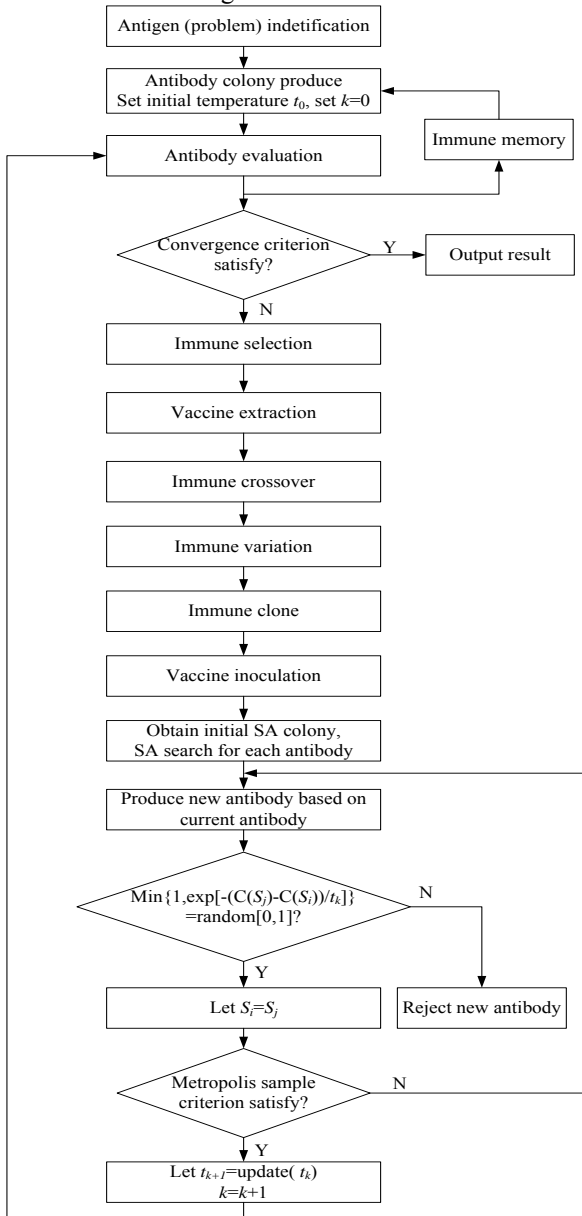 Antigen (problem) indetification
Antibody colony produce
Set initial temperature t0, set k=0
Immune memory
Antibody evaluation
Convergence criterion
satisfy?
Y
Output result
N
Immune selection
Vaccine extraction
Immune crossover
Immune variation
Immune clone
Vaccine inoculation
Obtain initial SA colony,
SA search for each antibody
Produce new antibody based on
current antibody
Min{1,exp[-(C(Sj)-C(Si))/tk]}
=random[0,1]?
N
Y
Let Si=Sj
Reject new antibody
Metropolis sample
criterion satisfy?
N
Y
Let tk+1=update( tk)
k=k+1